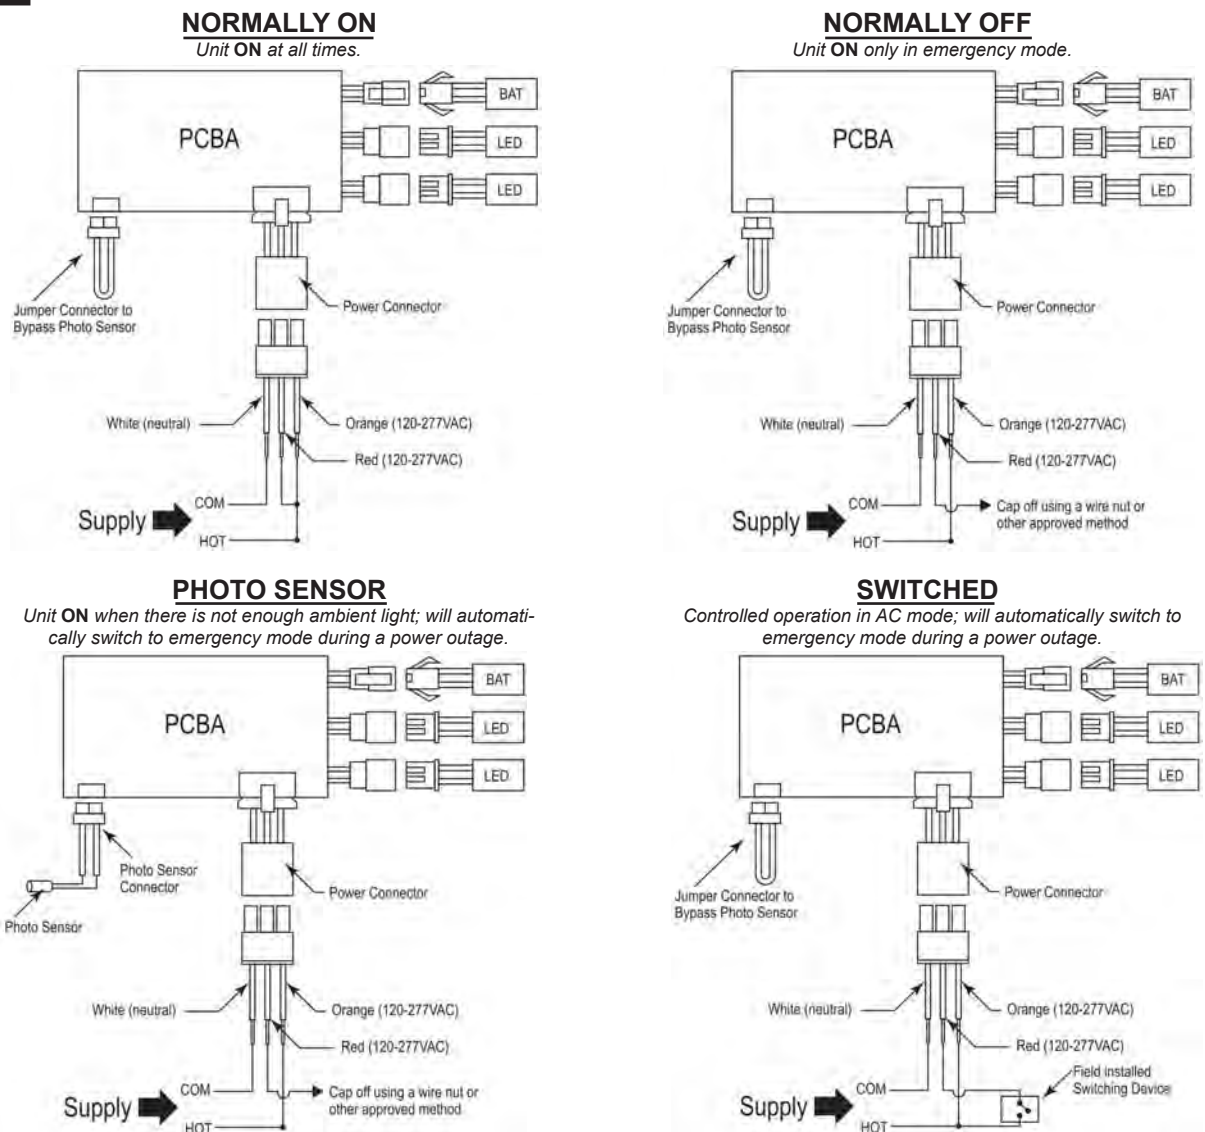 NORMALLY ON
Unit ON at all times.
PCBA
BAT
LED
LED
Jumper Connector to
Bypass Photo Sensor
Power Connector
White (neutral)
Orange (120-277VAC)
Red (120-277VAC)
COM
Supply
HOT
NORMALLY OFF
Unit ON only in emergency mode.
PCBA
BAT
LED
LED
Jumper Connector to
Bypass Photo Sensor
Power Connector
White (neutral)
Orange (120-277VAC)
Red (120-277VAC)
COM
Supply
HOT
Cap off using a wire nut or
other approved method
PHOTO SENSOR
Unit ON when there is not enough ambient light; will automati-
cally switch to emergency mode during a power outage.
PCBA
BAT
LED
LED
Photo Sensor
Connector
Photo Sensor
Power Connector
White (neutral)
Orange (120-277VAC)
Red (120-277VAC)
COM
Supply
HOT
Cap off using a wire nut or
other approved method
SWITCHED
Controlled operation in AC mode; will automatically switch to
emergency mode during a power outage.
PCBA
BAT
LED
LED
Jumper Connector to
Bypass Photo Sensor
Power Connector
White (neutral)
Orange (120-277VAC)
Red (120-277VAC)
Field installed
Switching Device
COM
Supply
HOT